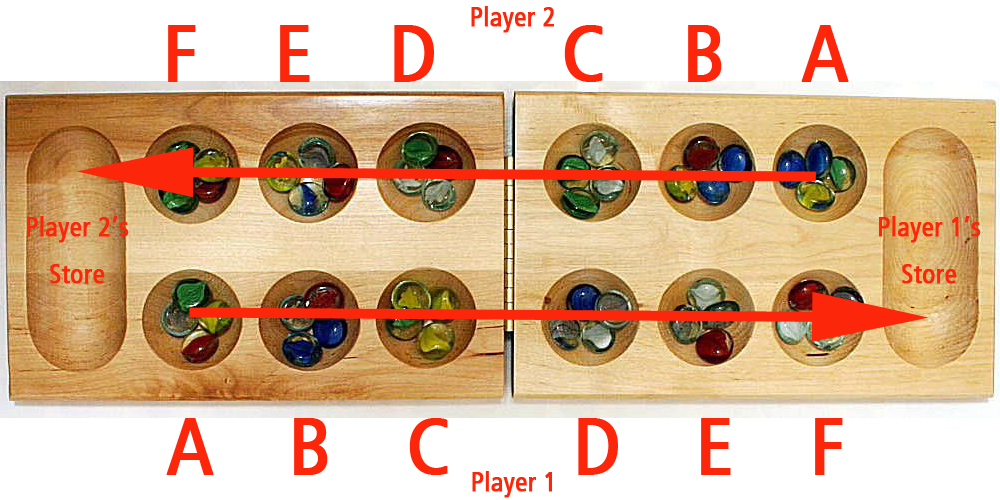 Player 2
F E D C B A
Player 2's Player 1's
Store Store
A B C D E F
Player 1